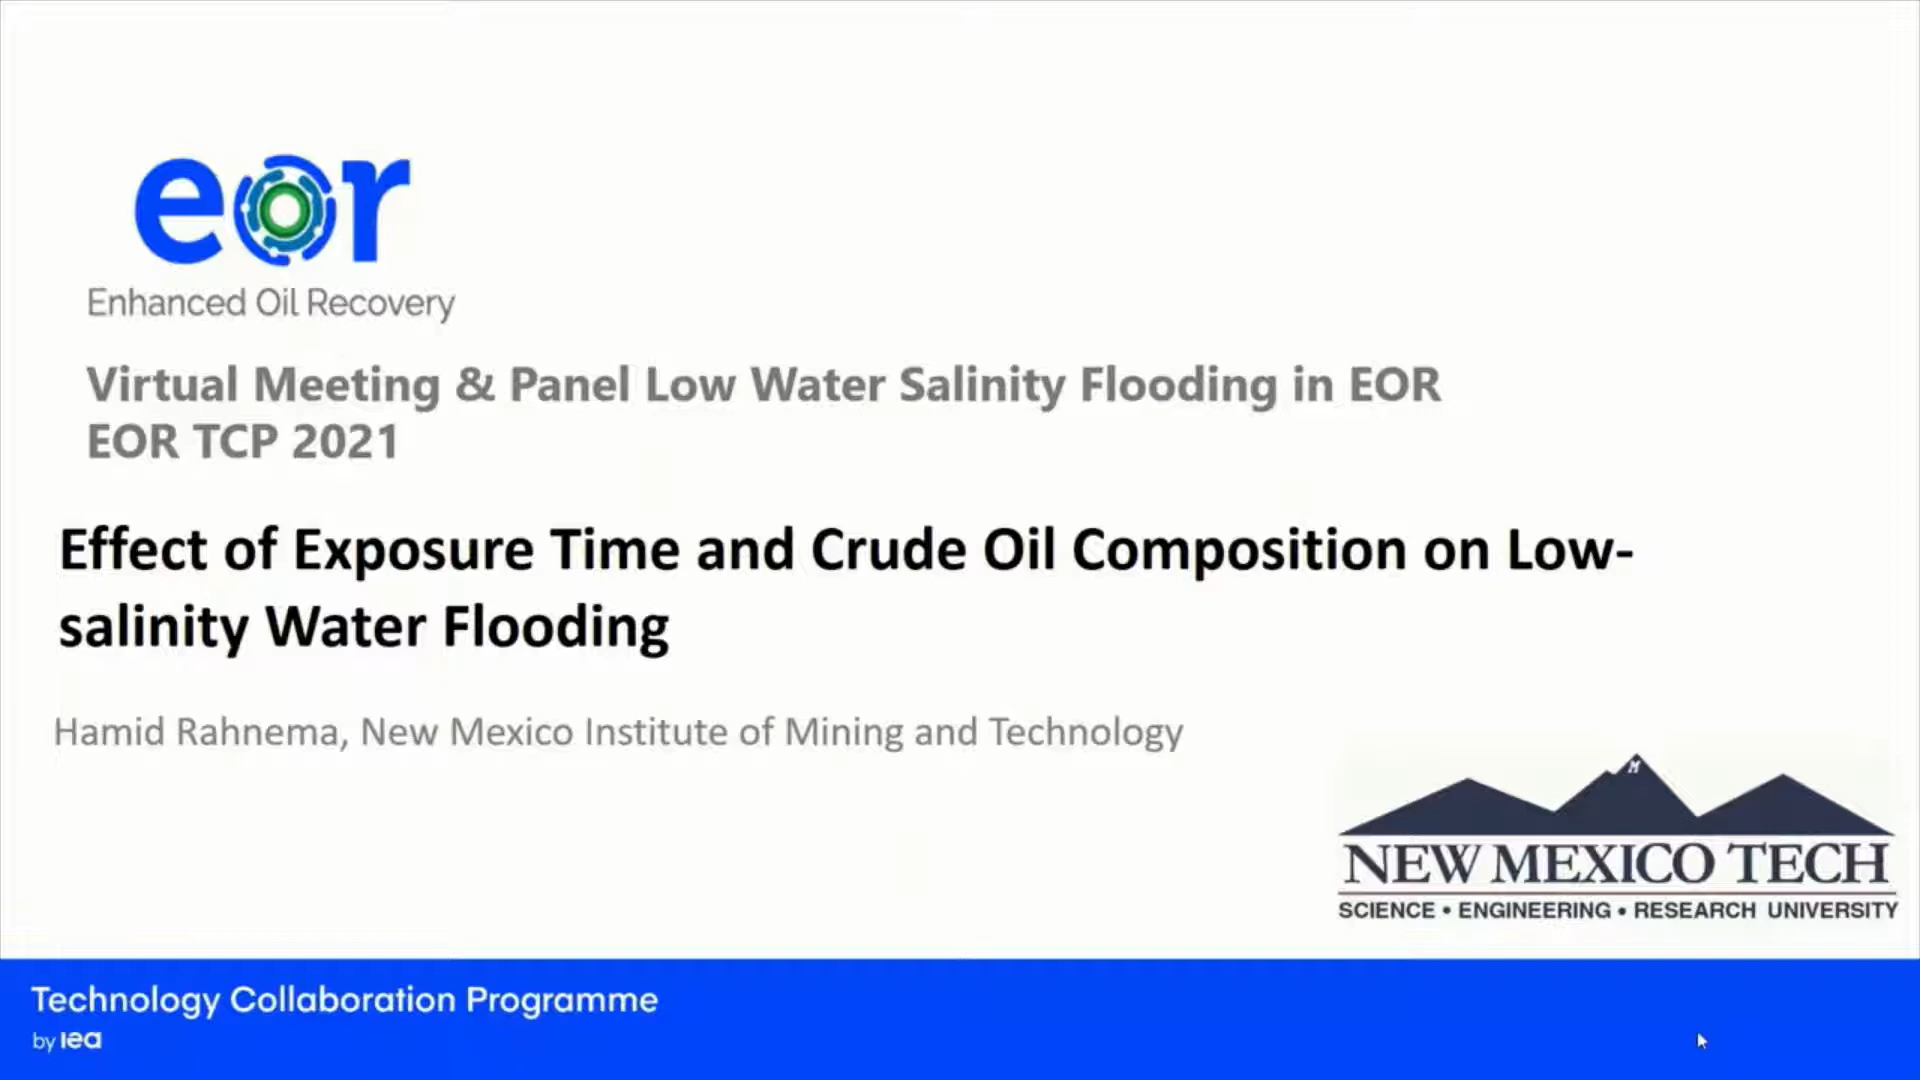 eor
Enhanced Oil Recovery
Virtual Meeting & Panel Low Water Salinity Flooding in EOR
EOR TCP 2021
Effect of Exposure Time and Crude Oil Composition on Low-
salinity Water Flooding
Hamid Rahnema, New Mexico Institute of Mining and Technology
M
NEW MEXICO TECH
SCIENCE • ENGINEERING • RESEARCH UNIVERSITY
Technology Collaboration Programme
by iea